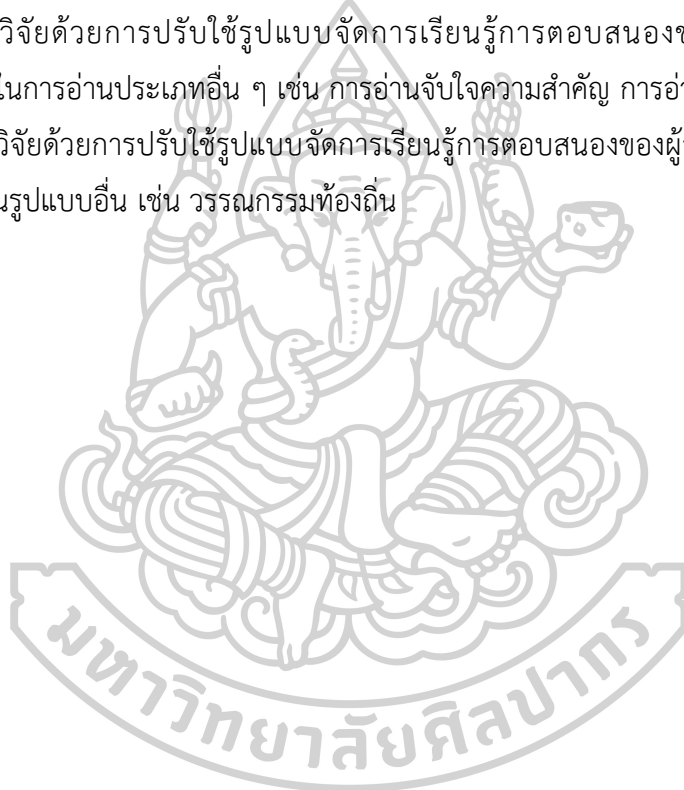 วิจัยด้วยการปรับใช้รูปแบบจัดการเรียนรู้การตอบสนองข
ในการอ่านประเภทอื่น ๆ เช่น การอ่านจับใจความสำคัญ การอ่า
วิจัยด้วยการปรับใช้รูปแบบจัดการเรียนรู้การตอบสนองของผู้
นรูปแบบอื่น เช่น วรรณกรรมท้องถิ่น
มหาวิทยาลัยศิลปากร